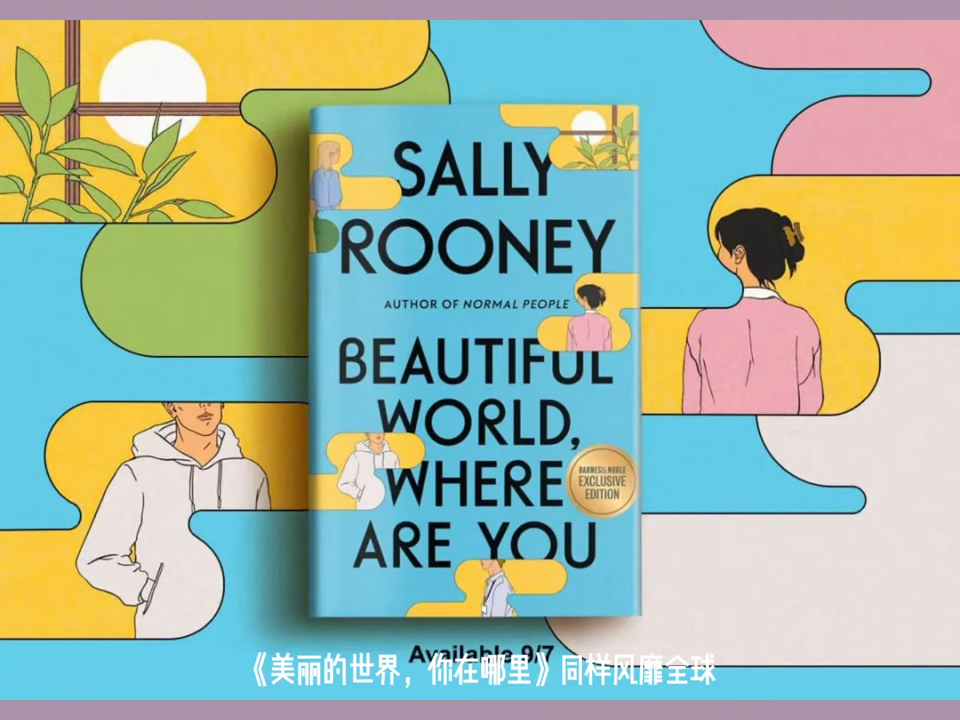 SALLY
ROONEY
AUTHOR OF NORMAL PEOPLE
BEAUTIFUL
WORLD,
WHERE
ARE YOU
BARNES & NOBLE
EXCLUSIVE
EDITION
Available 9/7
《美丽的世界，你在哪里》同样风靡全球